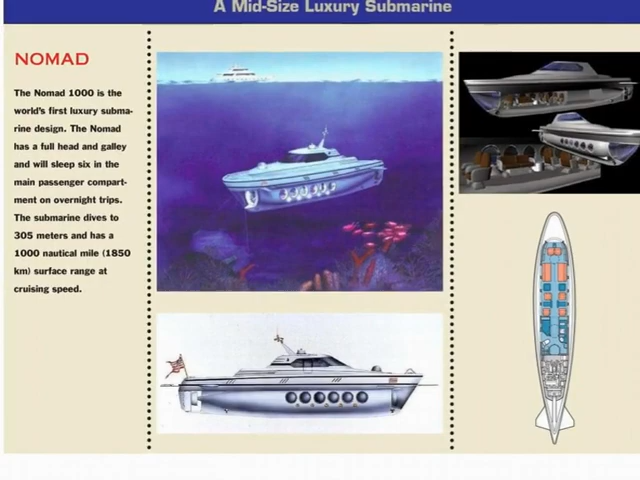 A Mid-Size Luxury Submarine
NOMAD
The Nomad 1000 is the
world's first luxury subma-
rine design. The Nomad
has a full head and galley
and will sleep six in the
main passenger compart-
ment on overnight trips.
The submarine dives to
305 meters and has a
1000 nautical mile (1850
km) surface range at
cruising speed.